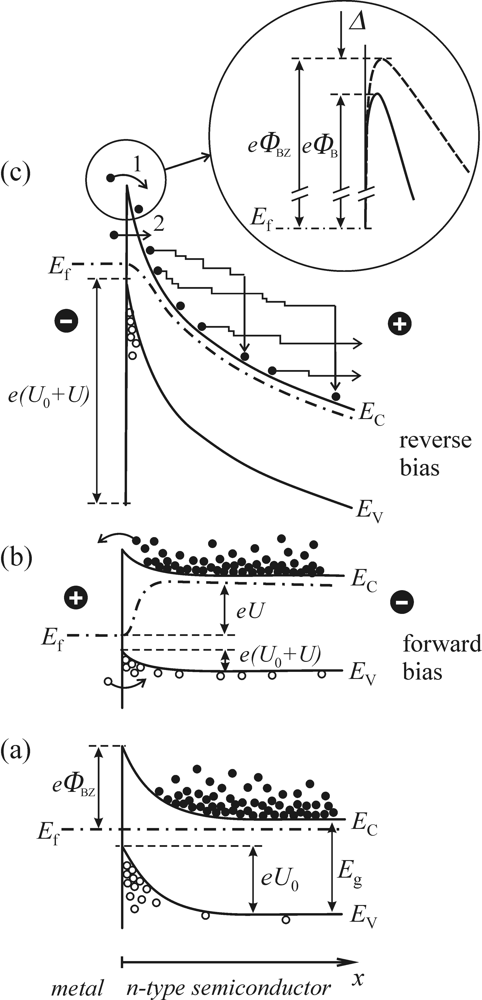 Δ
(c)
1
eΦBZ
eΦB
Ef
2
Ef
−
+
e(U0+U)
EC
reverse
bias
EV
(b)
EC
+
eU
−
Ef
e(U0+U)
forward
bias
EV
(a)
eΦBZ
EC
Ef
eU0
Eg
EV
x
metal
n-type semiconductor